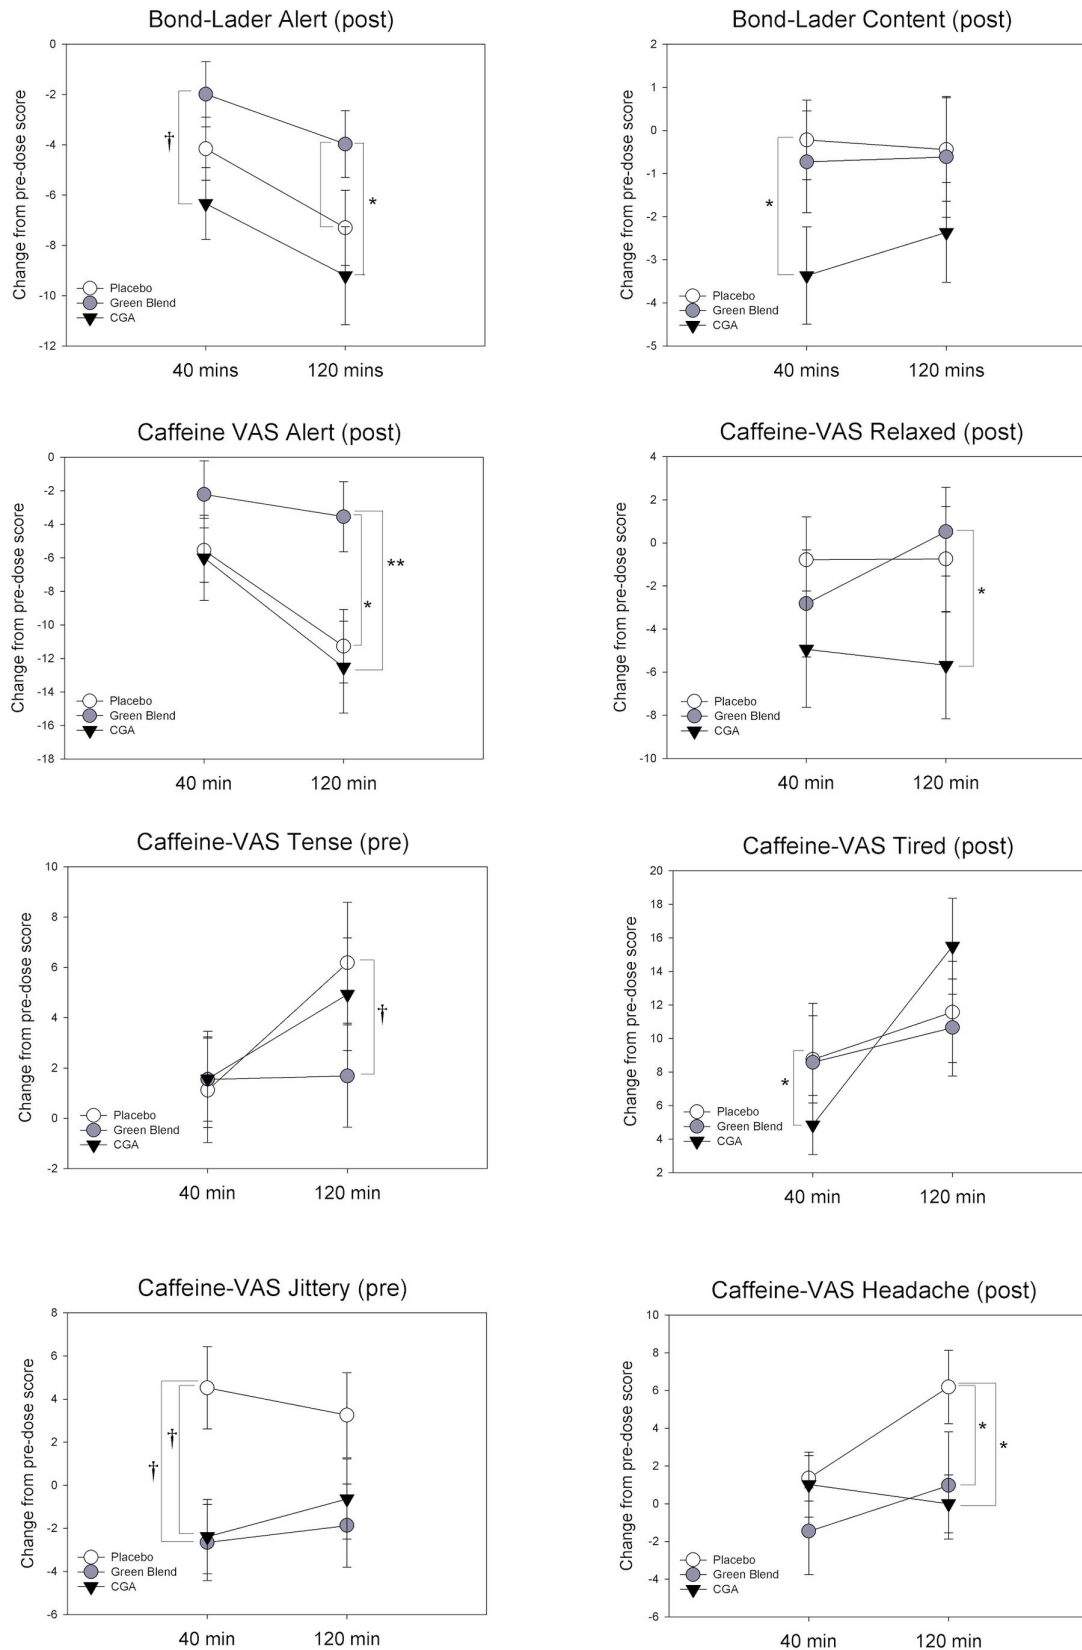 Bond-Lader Alert (post)
Change from pre-dose score
0
-2
-4
-6
-8
-10
-12
†
*
Placebo
Green Blend
CGA
40 mins
120 mins
Bond-Lader Content (post)
Change from pre-dose score
2
1
0
-1
-2
-3
-4
-5
*
Placebo
Green Blend
CGA
40 mins
120 mins
Caffeine VAS Alert (post)
Change from pre-dose score
0
-2
-4
-6
-8
-10
-12
-14
-16
-18
**
*
Placebo
Green Blend
CGA
40 min
120 min
Caffeine-VAS Relaxed (post)
Change from pre-dose score
4
2
0
-2
-4
-6
-8
-10
*
Placebo
Green Blend
CGA
40 min
120 min
Caffeine-VAS Tense (pre)
Change from pre-dose score
10
8
6
4
2
0
-2
†
Placebo
Green Blend
CGA
40 min
120 min
Caffeine-VAS Tired (post)
Change from pre-dose score
20
18
16
14
12
10
8
6
4
2
*
Placebo
Green Blend
CGA
40 min
120 min
Caffeine-VAS Jittery (pre)
Change from pre-dose score
8
6
4
2
0
-2
-4
-6
†
†
Placebo
Green Blend
CGA
40 min
120 min
Caffeine-VAS Headache (post)
Change from pre-dose score
10
8
6
4
2
0
-2
-4
-6
*
*
Placebo
Green Blend
CGA
40 min
120 min